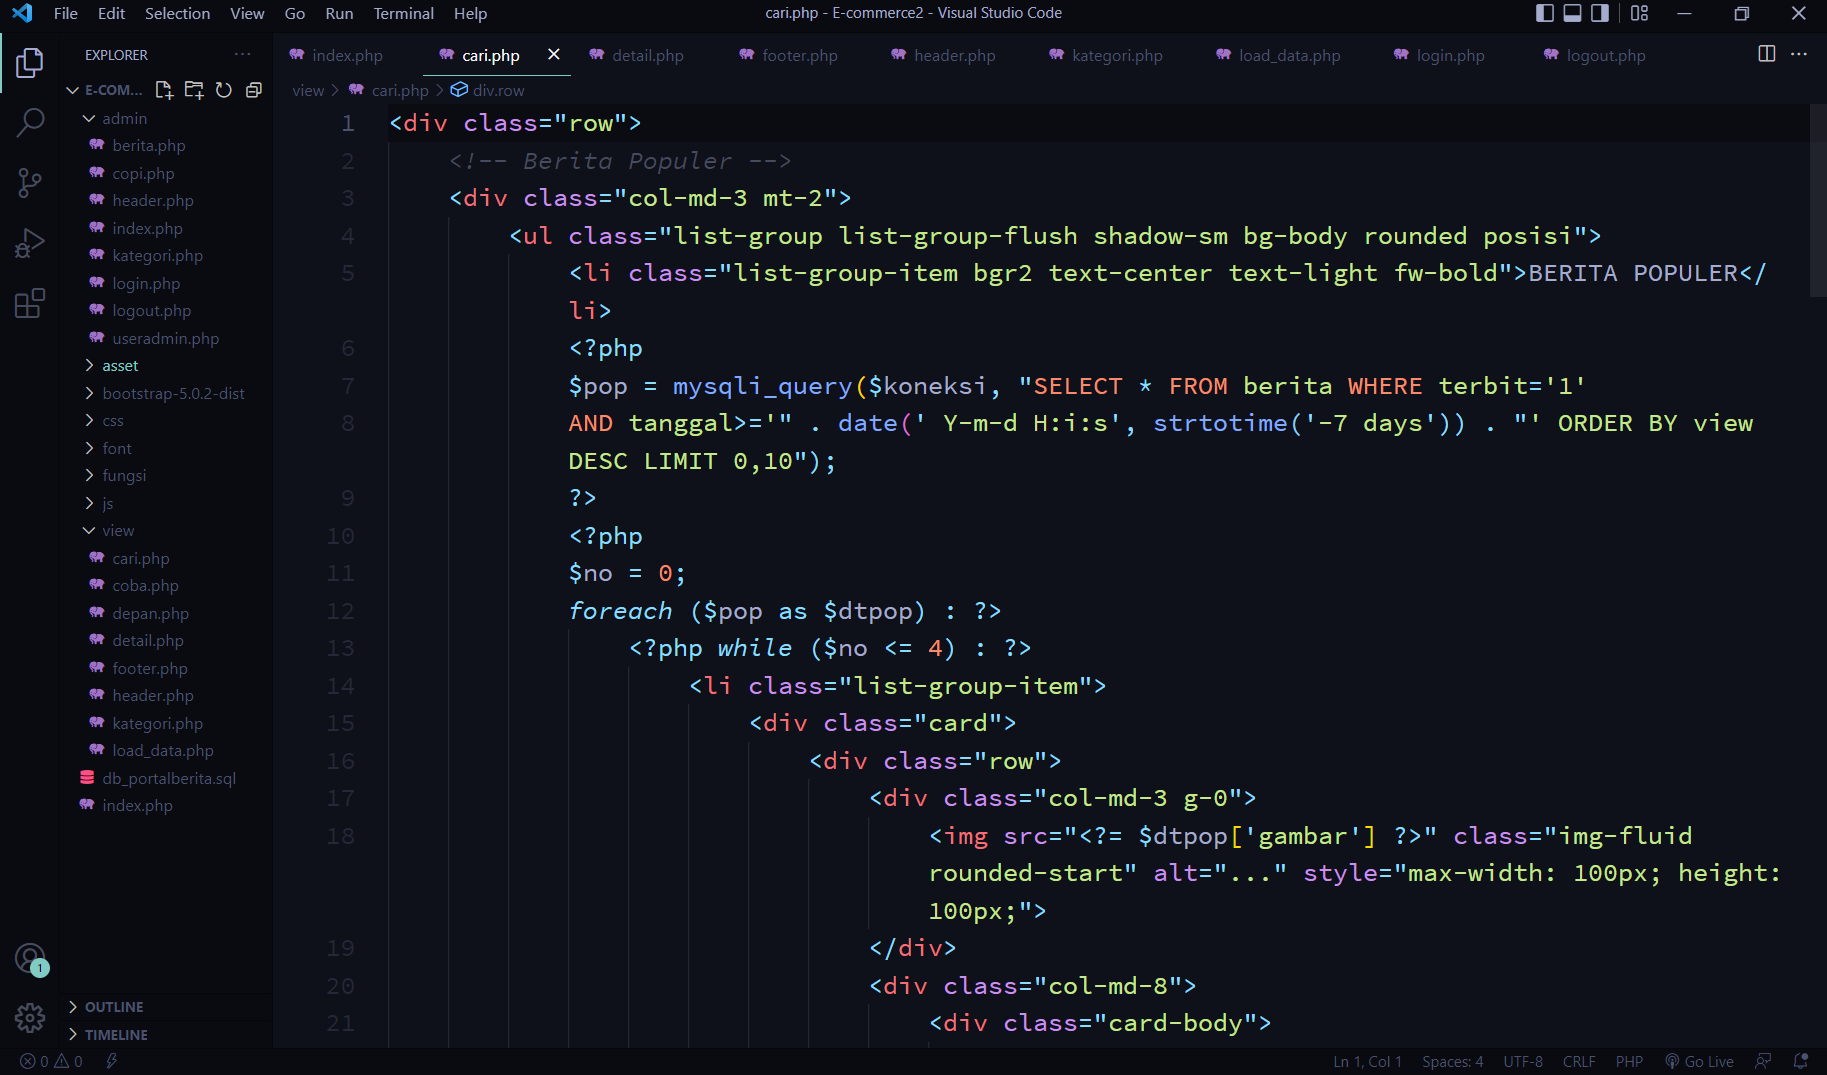 File Edit Selection View Go Run Terminal Help
cari.php - E-commerce2 - Visual Studio Code
EXPLORER
index.php
cari.php
detail.php
footer.php
header.php
kategori.php
load_data.php
login.php
logout.php
E-COM...
view > cari.php > div.row
admin
berita.php
copi.php
header.php
index.php
kategori.php
login.php
logout.php
useradmin.php
asset
bootstrap-5.0.2-dist
css
font
fungsi
js
view
cari.php
coba.php
depan.php
detail.php
footer.php
header.php
kategori.php
load_data.php
db_portalberita.sql
index.php
OUTLINE
TIMELINE
1 <div class="row">
2 <!-- Berita Populer -->
3 <div class="col-md-3 mt-2">
4 <ul class="list-group list-group-flush shadow-sm bg-body rounded posisi">
5 <li class="list-group-item bgr2 text-center text-light fw-bold">BERITA POPULER</
li>
6 <?php
7 $pop = mysqli_query($koneksi, "SELECT * FROM berita WHERE terbit='1'
8 AND tanggal>='" . date(' Y-m-d H:i:s', strtotime('-7 days')) . "' ORDER BY view
DESC LIMIT 0,10");
9 ?>
10 <?php
11 $no = 0;
12 foreach ($pop as $dtpop) : ?>
13 <?php while ($no <= 4) : ?>
14 <li class="list-group-item">
15 <div class="card">
16 <div class="row">
17 <div class="col-md-3 g-0">
18 <img src="<?= $dtpop['gambar'] ?>" class="img-fluid
rounded-start" alt="..." style="max-width: 100px; height:
100px;">
19 </div>
20 <div class="col-md-8">
21 <div class="card-body">
1
0 0
Ln 1, Col 1 Spaces: 4 UTF-8 CRLF PHP Go Live